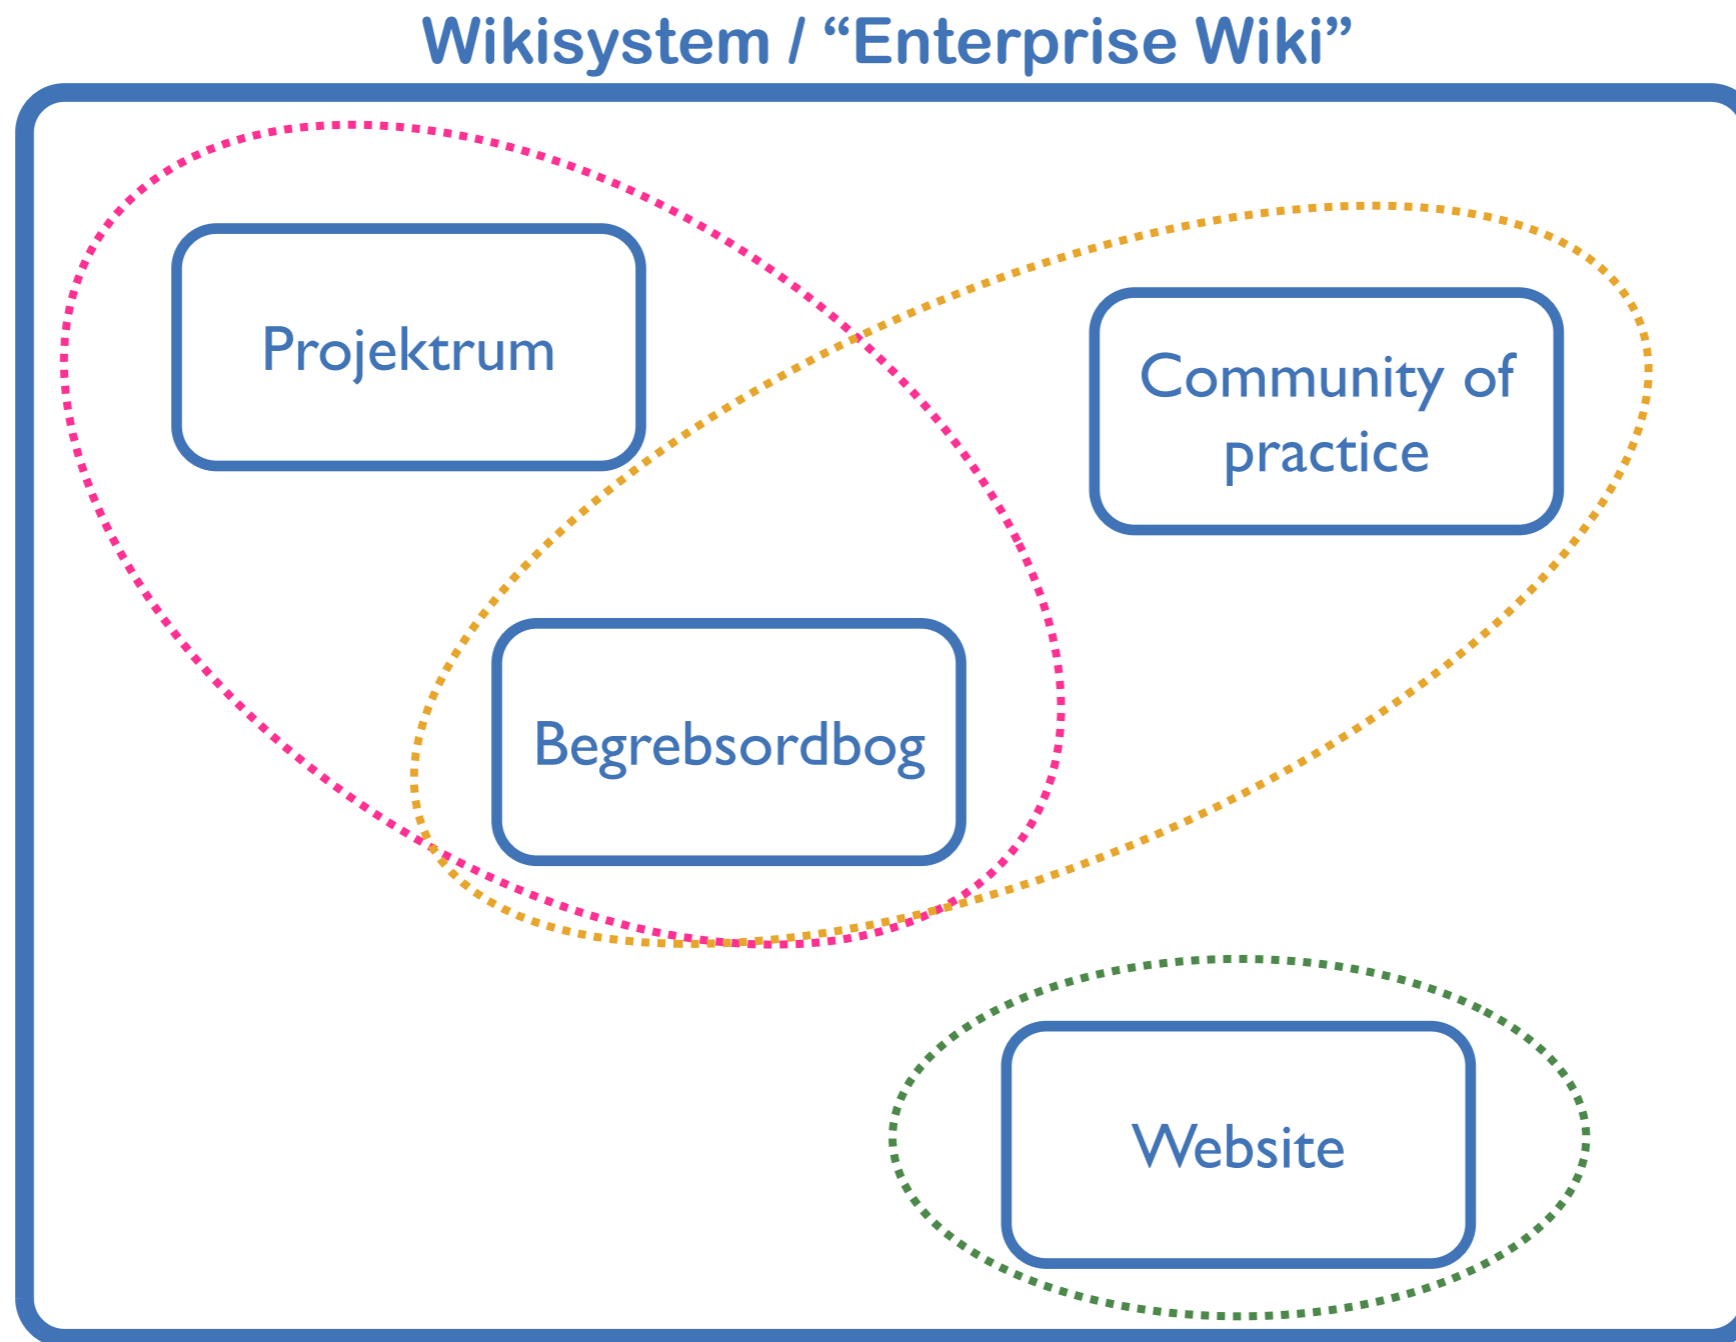 Wikisystem / “Enterprise Wiki”
Projektrum
Community of
practice
Begrebsordbog
Website